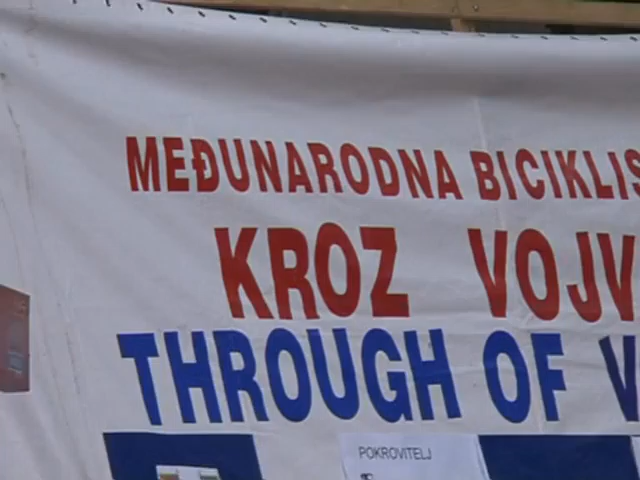 MEĐUNARODNA BICIKLIS
KROZ VOJV
THROUGH OF V
POKROVITELJ